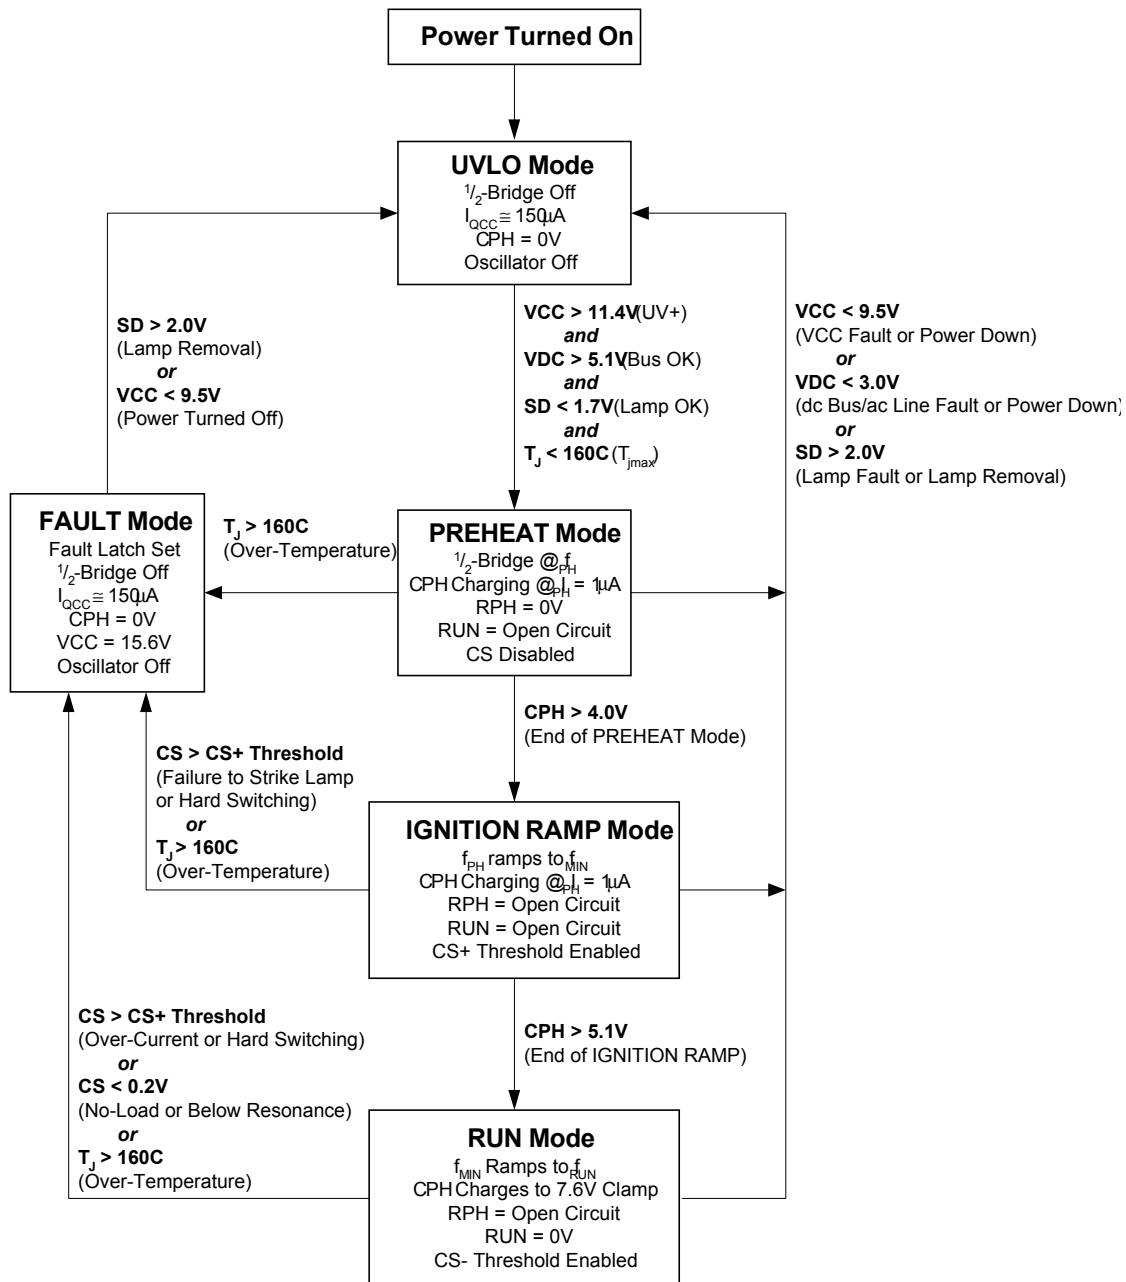 Power Turned On
UVLO Mode
1/2-Bridge Off
IQCC ≅ 150μA
CPH = 0V
Oscillator Off
SD > 2.0V
(Lamp Removal)
or
VCC < 9.5V
(Power Turned Off)
VCC > 11.4V(UV+)
and
VDC > 5.1V(Bus OK)
and
SD < 1.7V(Lamp OK)
and
TJ < 160C (Tjmax)
VCC < 9.5V
(VCC Fault or Power Down)
or
VDC < 3.0V
(dc Bus/ac Line Fault or Power Down)
or
SD > 2.0V
(Lamp Fault or Lamp Removal)
FAULT Mode
Fault Latch Set
1/2-Bridge Off
IQCC ≅ 150μA
CPH = 0V
VCC = 15.6V
Oscillator Off
TJ > 160C
(Over-Temperature)
PREHEAT Mode
1/2-Bridge @ fPH
CPH Charging @ IPH = 1μA
RPH = 0V
RUN = Open Circuit
CS Disabled
CPH > 4.0V
(End of PREHEAT Mode)
CS > CS+ Threshold
(Failure to Strike Lamp
or Hard Switching)
or
TJ > 160C
(Over-Temperature)
IGNITION RAMP Mode
fPH ramps to fMIN
CPH Charging @ IPH = 1μA
RPH = Open Circuit
RUN = Open Circuit
CS+ Threshold Enabled
CPH > 5.1V
(End of IGNITION RAMP)
CS > CS+ Threshold
(Over-Current or Hard Switching)
or
CS < 0.2V
(No-Load or Below Resonance)
or
TJ > 160C
(Over-Temperature)
RUN Mode
fMIN Ramps to fRUN
CPH Charges to 7.6V Clamp
RPH = Open Circuit
RUN = 0V
CS- Threshold Enabled